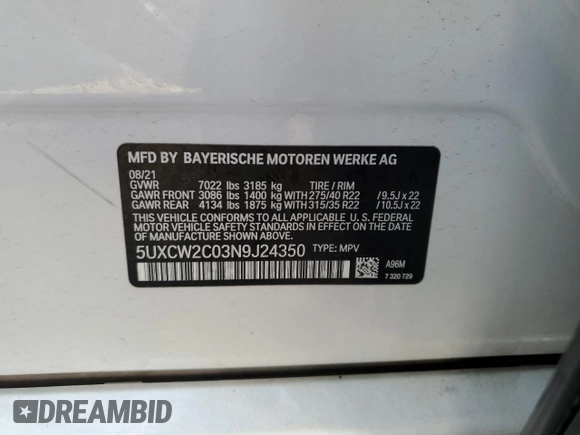 MFD BY BAYERISCHE MOTOREN WERKE AG
08/21
GVWR 7022 lbs 3185 kg TIRE / RIM
GAWR FRONT 3086 lbs 1400 kg WITH 275/40 R22 / 9.5J x 22
GAWR REAR 4134 lbs 1875 kg WITH 315/35 R22 / 10.5J x 22
THIS VEHICLE CONFORMS TO ALL APPLICABLE U. S. FEDERAL
MOTOR VEHICLE SAFETY STANDARDS IN EFFECT ON THE
DATE OF MANUFACTURE SHOWN ABOVE.
5UXCW2C03N9J24350 TYPE: MPV
A96M
7 320 729
DREAMBID